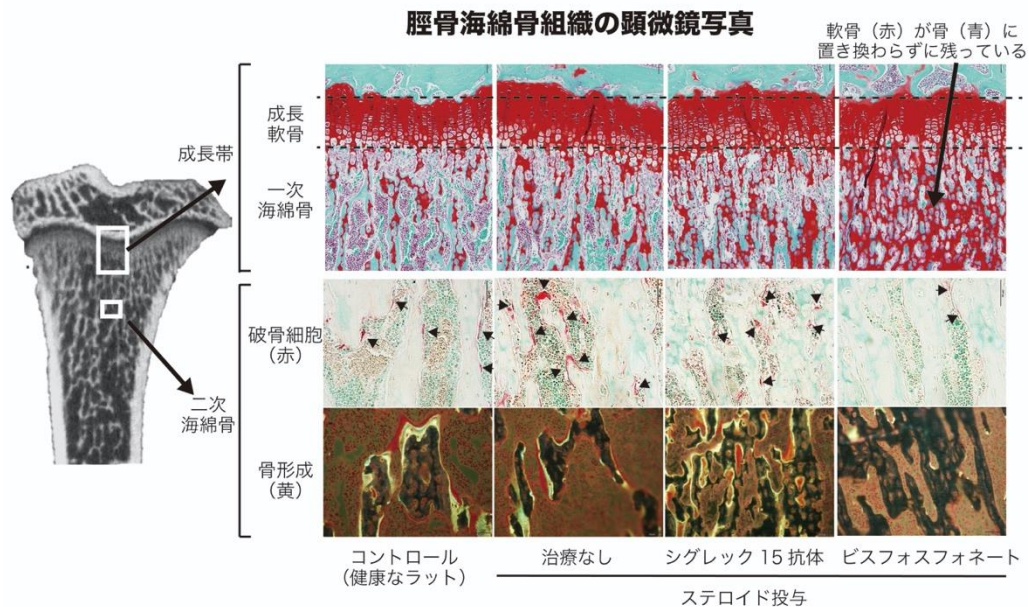 脛骨海綿骨組織の顕微鏡写真
軟骨（赤）が骨（青）に
置き換わらずに残っている
成長帯
成長
軟骨
一次
海綿骨
破骨細胞
（赤）
二次
海綿骨
骨形成
（黄）
コントロール
（健康なラット）
治療なし
シグレック 15 抗体
ビスフォスフォネート
ステロイド投与